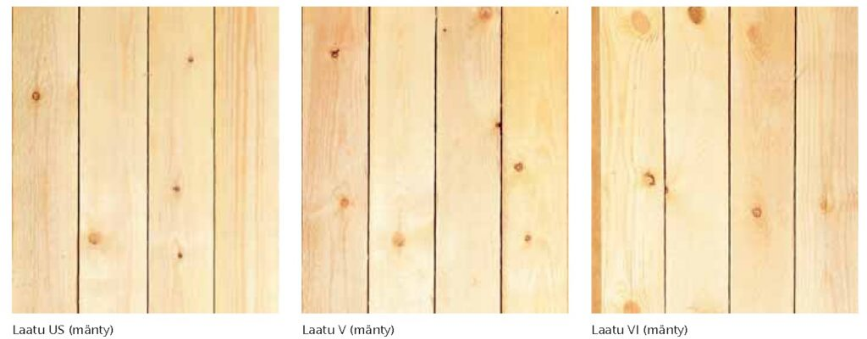 Laatu US (mänty)
Laatu V (mänty)
Laatu VI (mänty)